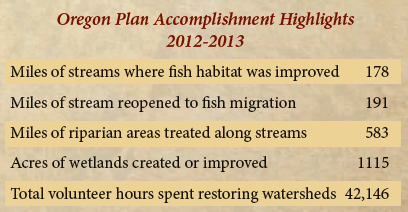 Oregon Plan Accomplishment Highlights
2012-2013
Miles of streams where fish habitat was improved 178
Miles of stream reopened to fish migration 191
Miles of riparian areas treated along streams 583
Acres of wetlands created or improved 1115
Total volunteer hours spent restoring watersheds 42,146